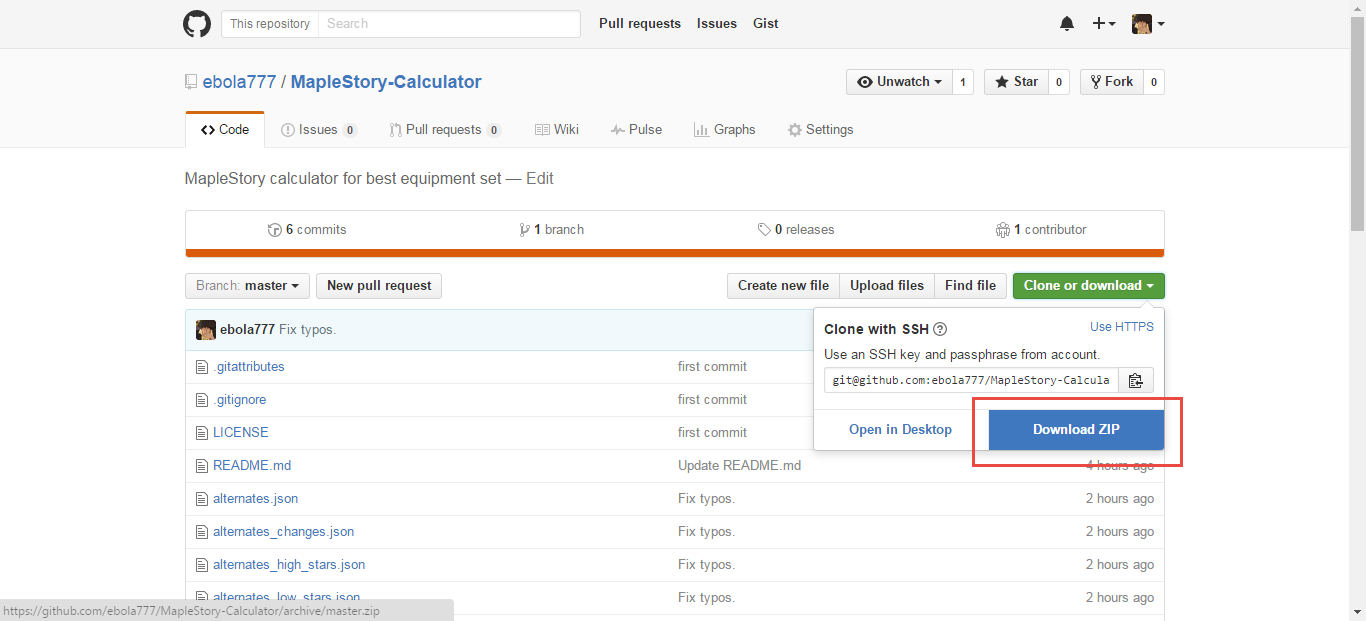 This repository Search Pull requests Issues Gist
ebola777 / MapleStory-Calculator Unwatch 1 Star 0 Fork 0
Code Issues 0 Pull requests 0 Wiki Pulse Graphs Settings
MapleStory calculator for best equipment set — Edit
6 commits 1 branch 0 releases 1 contributor
Branch: master New pull request Create new file Upload files Find file Clone or download
ebola777 Fix typos.
Clone with SSH ? Use HTTPS
Use an SSH key and passphrase from account.
git@github.com:ebola777/MapleStory-Calcula
Open in Desktop Download ZIP
.gitattributes first commit
.gitignore first commit
LICENSE first commit
README.md Update README.md 4 hours ago
alternates.json Fix typos. 2 hours ago
alternates_changes.json Fix typos. 2 hours ago
alternates_high_stars.json Fix typos. 2 hours ago
alternates_low_stars.json Fix typos. 2 hours ago
https://github.com/ebola777/MapleStory-Calculator/archive/master.zip